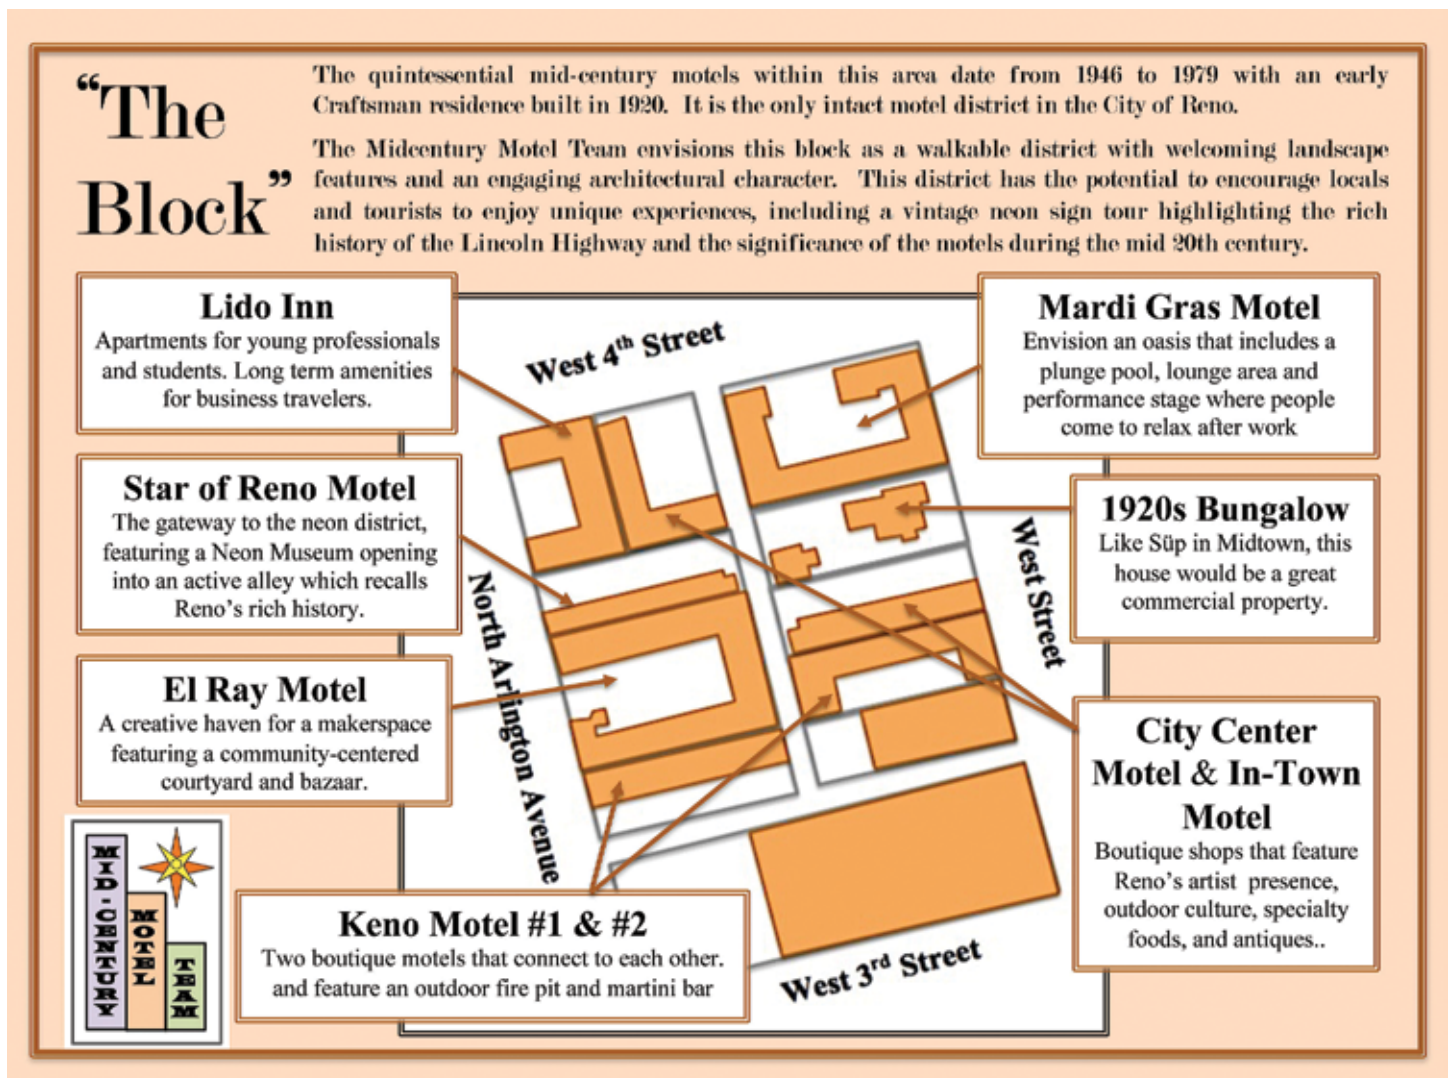 “The
Block”
The quintessential mid-century motels within this area date from 1946 to 1979 with an early
Craftsman residence built in 1920. It is the only intact motel district in the City of Reno.
The Midcentury Motel Team envisions this block as a walkable district with welcoming landscape
features and an engaging architectural character. This district has the potential to encourage locals
and tourists to enjoy unique experiences, including a vintage neon sign tour highlighting the rich
history of the Lincoln Highway and the significance of the motels during the mid 20th century.
Lido Inn
Apartments for young professionals
and students. Long term amenities
for business travelers.
Star of Reno Motel
The gateway to the neon district,
featuring a Neon Museum opening
into an active alley which recalls
Reno’s rich history.
El Ray Motel
A creative haven for a makerspace
featuring a community-centered
courtyard and bazaar.
West 4th Street
North Arlington Avenue
West Street
West 3rd Street
Mardi Gras Motel
Envision an oasis that includes a
plunge pool, lounge area and
performance stage where people
come to relax after work
1920s Bungalow
Like Süp in Midtown, this
house would be a great
commercial property.
City Center
Motel & In-Town
Motel
Boutique shops that feature
Reno’s artist presence,
outdoor culture, specialty
foods, and antiques..
Keno Motel #1 & #2
Two boutique motels that connect to each other.
and feature an outdoor fire pit and martini bar
MID-CENTURY
MOTEL
TEAM